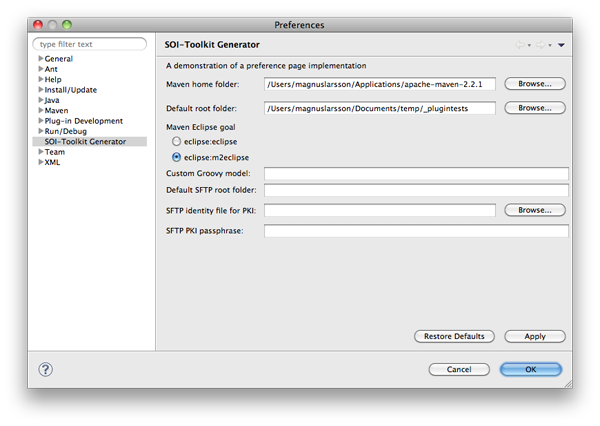 Preferences
type filter text
General
Ant
Help
Install/Update
Java
Maven
Plug-in Development
Run/Debug
SOI-Toolkit Generator
Team
XML
SOI-Toolkit Generator
A demonstration of a preference page implementation
Maven home folder: /Users/magnuslarsson/Applications/apache-maven-2.2.1 Browse...
Default root folder: /Users/magnuslarsson/Documents/temp/_plugintests Browse...
Maven Eclipse goal
eclipse:eclipse
eclipse:m2eclipse
Custom Groovy model:
Default SFTP root folder:
SFTP identity file for PKI: Browse...
SFTP PKI passphrase:
Restore Defaults Apply
? Cancel OK